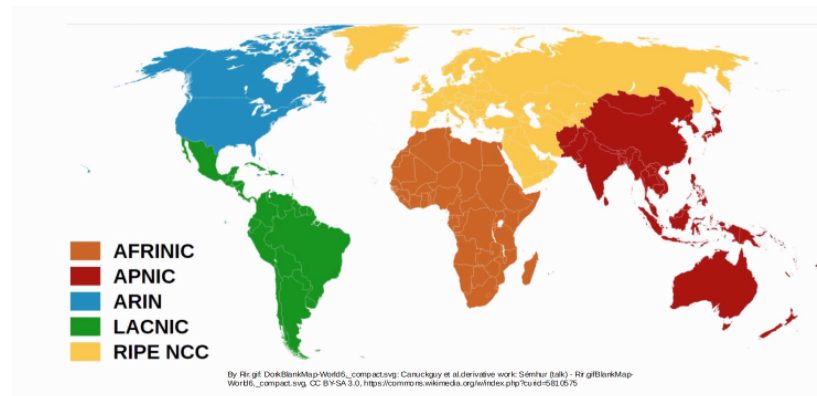 AFRINIC
APNIC
ARIN
LACNIC
RIPE NCC
By Rir.gif: DorkBlankMap-World6,_compact.svg: Canuckguy et al.derivative work: Sémhur (talk) - Rir.gifBlankMap-
World6,_compact.svg, CC BY-SA 3.0, https://commons.wikimedia.org/w/index.php?curid=5810575